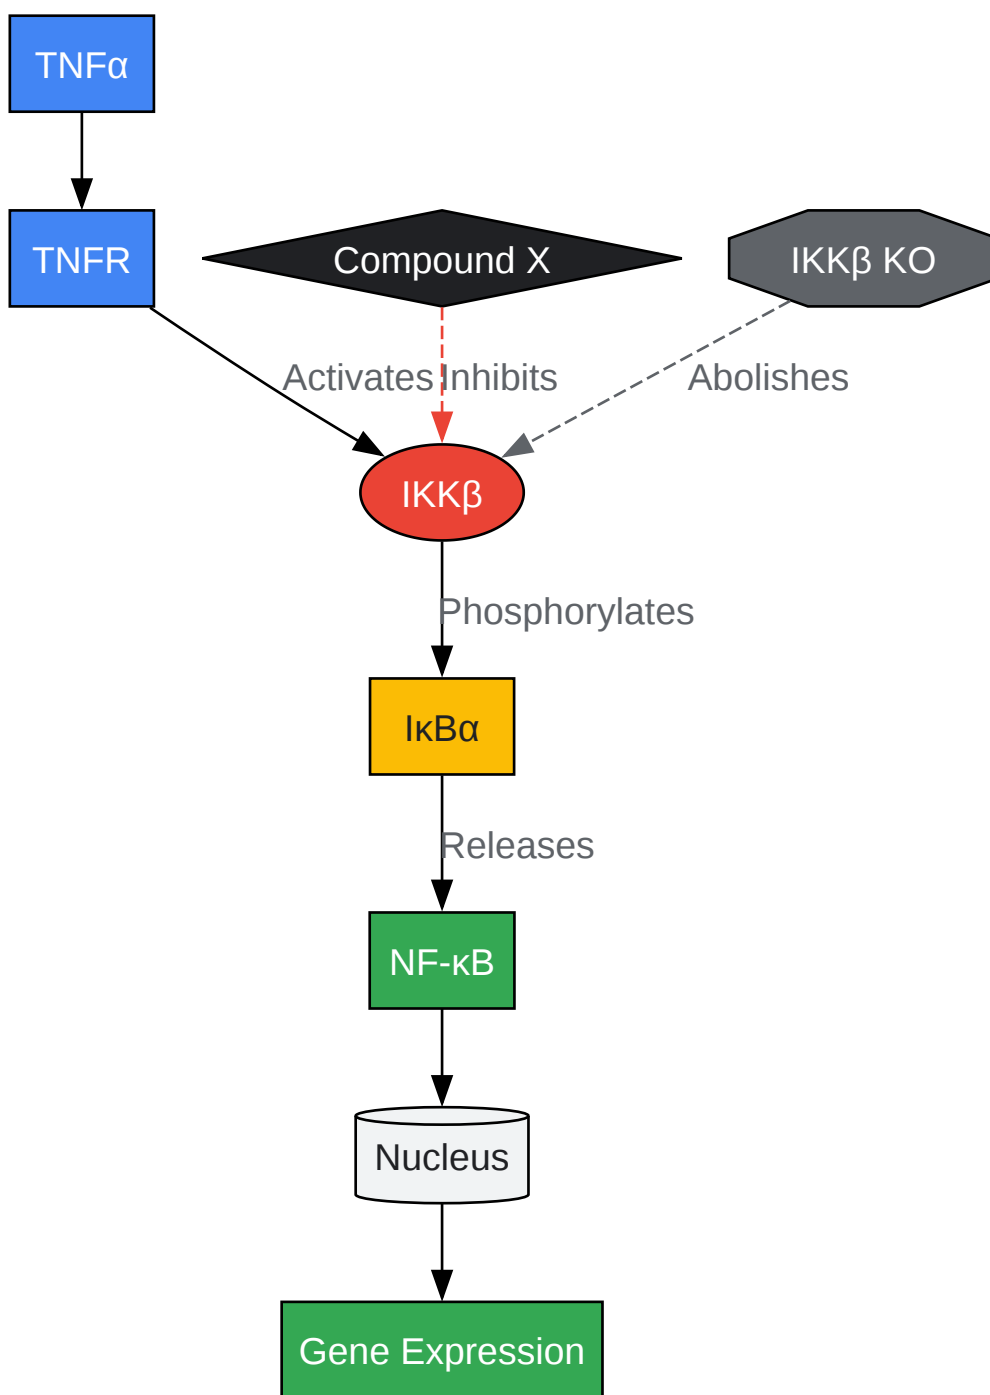 TNFα
TNFR
Compound X
IKKβ KO
Activates
Inhibits
Abolishes
IKKβ
Phosphorylates
IκBα
Releases
NF-κB
Nucleus
Gene Expression